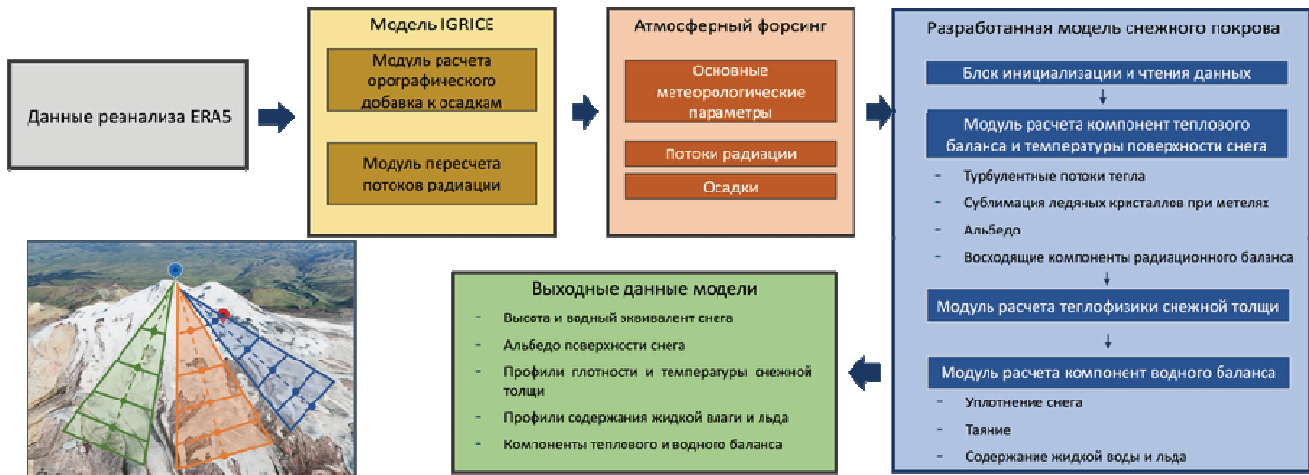 Данные реанализа ERA5
Модель IGRICE
Модуль расчета
орографического
добавка к осадкам
Модуль пересчета
потоков радиации
Атмосферный форсинг
Основные
метеорологические
параметры
Потоки радиации
Осадки
Разработанная модель снежного покрова
Блок инициализации и чтения данных
Модуль расчета компонент теплового
баланса и температуры поверхности снега
- Турбулентные потоки тепла
- Сублимация ледяных кристаллов при метелях
- Альбедо
- Восходящие компоненты радиационного баланса
Модуль расчета теплофизики снежной толщи
Модуль расчета компонент водного баланса
- Уплотнение снега
- Таяние
- Содержание жидкой воды и льда
Выходные данные модели
- Высота и водный эквивалент снега
- Альбедо поверхности снега
- Профили плотности и температуры снежной
толщи
- Профили содержания жидкой влаги и льда
- Компоненты теплового и водного баланса